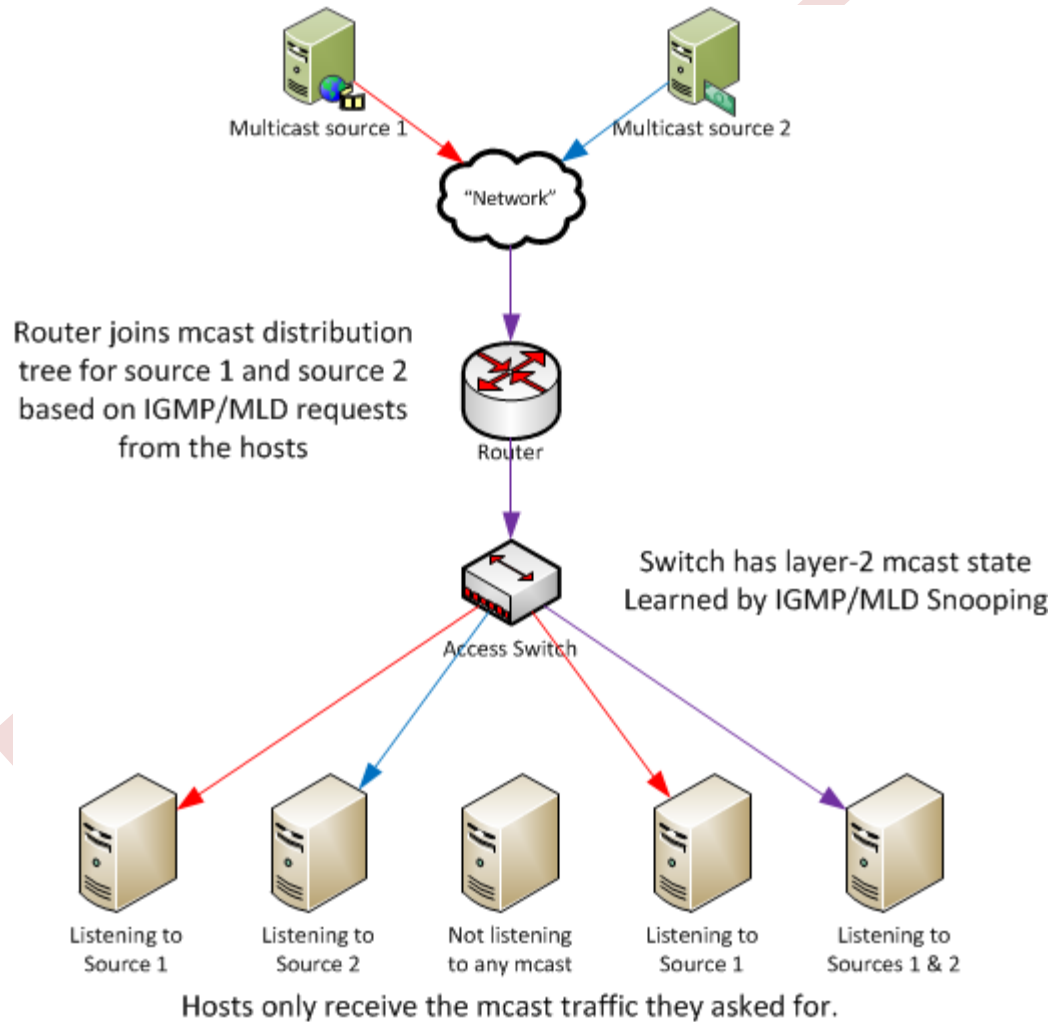 Multicast source 1
Multicast source 2
“Network”
Router joins mcast distribution
tree for source 1 and source 2
based on IGMP/MLD requests
from the hosts
Router
Switch has layer-2 mcast state
Learned by IGMP/MLD Snooping
Access Switch
Listening to
Source 1
Listening to
Source 2
Not listening
to any mcast
Listening to
Source 1
Listening to
Sources 1 & 2
Hosts only receive the mcast traffic they asked for.